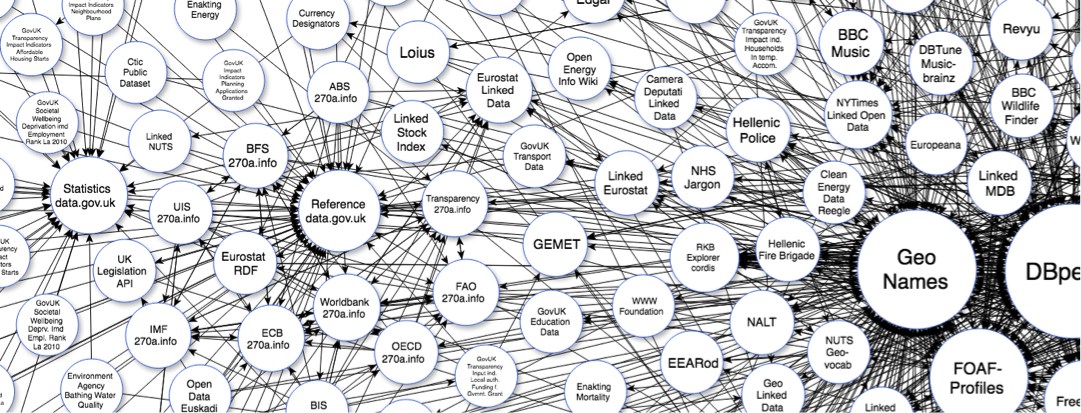 Impact Indicators
Neighbourhood
Plans
Enabling
Energy
Currency
Designators
Edgar
GovUK
Transparency
Impact Indicators
Affordable
Housing Starts
Ctic
Public
Dataset
GovUK
Impact
Indicators
Planning
Applications
Granted
Loius
Open
Energy
Info Wiki
GovUK
Transparency
Impact ind.
Households
In temp.
Accom.
BBC
Music
DBTune
Music-
brainz
Revyu
ABS
270a.info
Eurostat
Linked
Data
Camera
Deputati
Linked
Data
NYTimes
Linked Open
Data
BBC
Wildlife
Finder
GovUK
Societal
Wellbeing
Deprivation imd
Employment
Rank La 2010
Linked
NUTS
BFS
270a.info
Linked
Stock
Index
GovUK
Transport
Data
Hellenic
Police
Europeana
Linked
MDB
Statistics
data.gov.uk
UIS
270a.info
Reference
data.gov.uk
Transparency
270a.info
Linked
Eurostat
NHS
Jargon
Clean
Energy
Data
Reegle
UK
Legislation
API
Eurostat
RDF
GEMET
RKB
Explorer
cordis
Hellenic
Fire Brigade
Geo
Names
DBpe
Starts
GovUK
Societal
Wellbeing
Depr. Imd
Empl. Rank
La 2010
IMF
270a.info
ECB
270a.info
Worldbank
270a.info
FAO
270a.info
OECD
270a.info
GovUK
Education
Data
WWW
Foundation
NALT
NUTS
Geo-
vocab
Environment
Agency
Bathing Water
Quality
Open
Data
Euskadi
BIS
GovUK
Transparency
Input ind.
Local auth.
Funding f.
Gvmnt. Grant
Enakting
Mortality
EEARod
Geo
Linked
Data
Linked
FOAF-
Profiles
Free